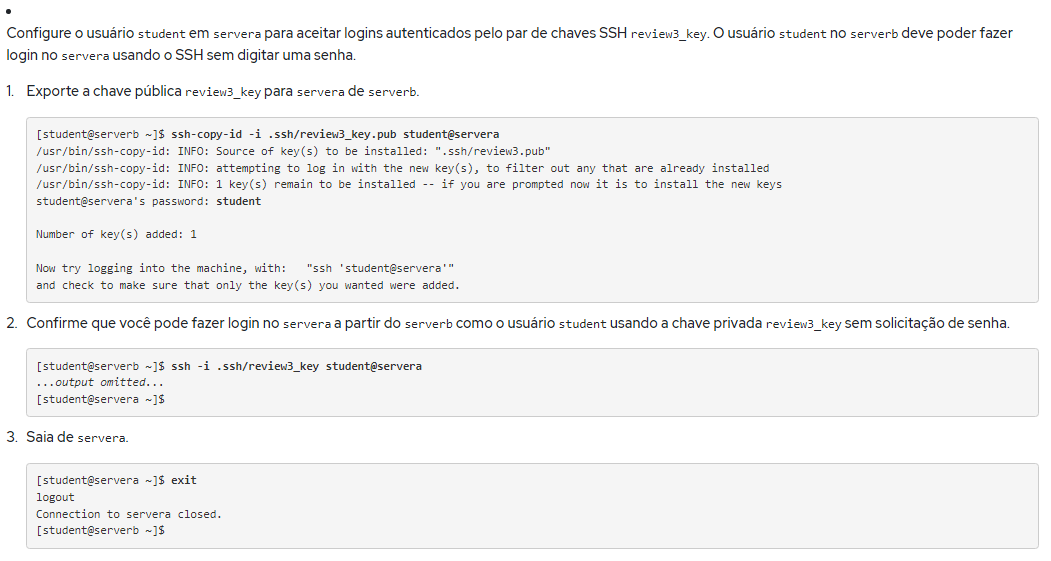 Configure o usuário student em servera para aceitar logins autenticados pelo par de chaves SSH review3_key. O usuário student no serverb deve poder fazer
login no servera usando o SSH sem digitar uma senha.
1. Exporte a chave pública review3_key para servera de serverb.
[student@serverb ~]$ ssh-copy-id -i .ssh/review3_key.pub student@servera
/usr/bin/ssh-copy-id: INFO: Source of key(s) to be installed: ".ssh/review3.pub"
/usr/bin/ssh-copy-id: INFO: attempting to log in with the new key(s), to filter out any that are already installed
/usr/bin/ssh-copy-id: INFO: 1 key(s) remain to be installed -- if you are prompted now it is to install the new keys
student@servera's password: student
Number of key(s) added: 1
Now try logging into the machine, with:   "ssh 'student@servera'"
and check to make sure that only the key(s) you wanted were added.
2. Confirme que você pode fazer login no servera a partir do serverb como o usuário student usando a chave privada review3_key sem solicitação de senha.
[student@serverb ~]$ ssh -i .ssh/review3_key student@servera
...output omitted...
[student@servera ~]$
3. Saia de servera.
[student@servera ~]$ exit
logout
Connection to servera closed.
[student@serverb ~]$